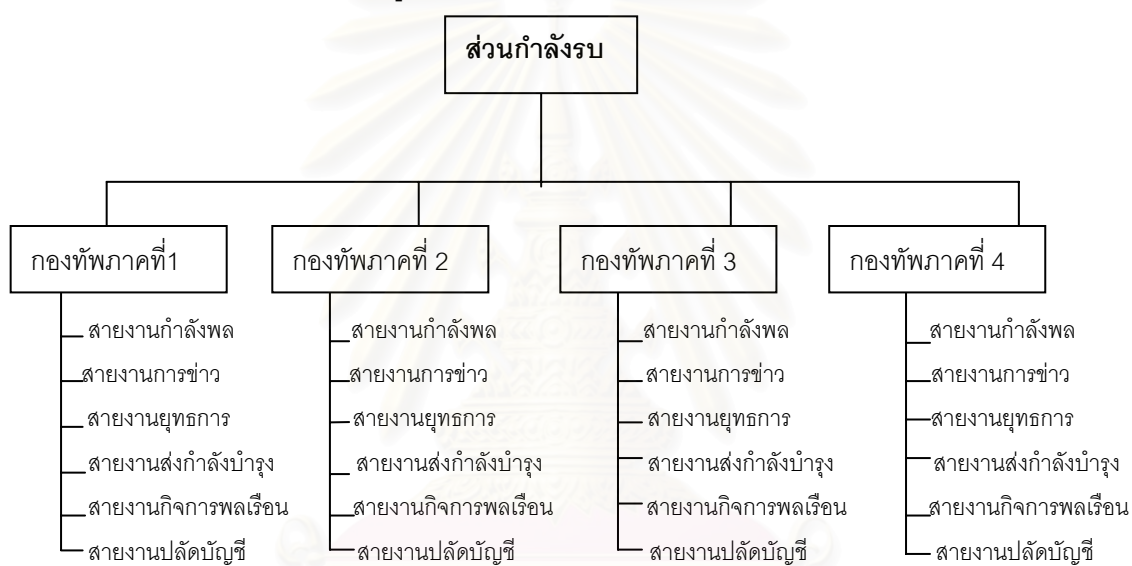 ส่วนกำลังรบ
กองทัพภาคที่1
กองทัพภาคที่ 2
กองทัพภาคที่ 3
กองทัพภาคที่ 4
สายงานกำลังพล
สายงานการข่าว
สายงานยุทธการ
สายงานส่งกำลังบำรุง
สายงานกิจการพลเรือน
สายงานปลัดบัญชี
สายงานกำลังพล
สายงานการข่าว
สายงานยุทธการ
สายงานส่งกำลังบำรุง
สายงานกิจการพลเรือน
สายงานปลัดบัญชี
สายงานกำลังพล
สายงานการข่าว
สายงานยุทธการ
สายงานส่งกำลังบำรุง
สายงานกิจการพลเรือน
สายงานปลัดบัญชี
สายงานกำลังพล
สายงานการข่าว
สายงานยุทธการ
สายงานส่งกำลังบำรุง
สายงานกิจการพลเรือน
สายงานปลัดบัญชี